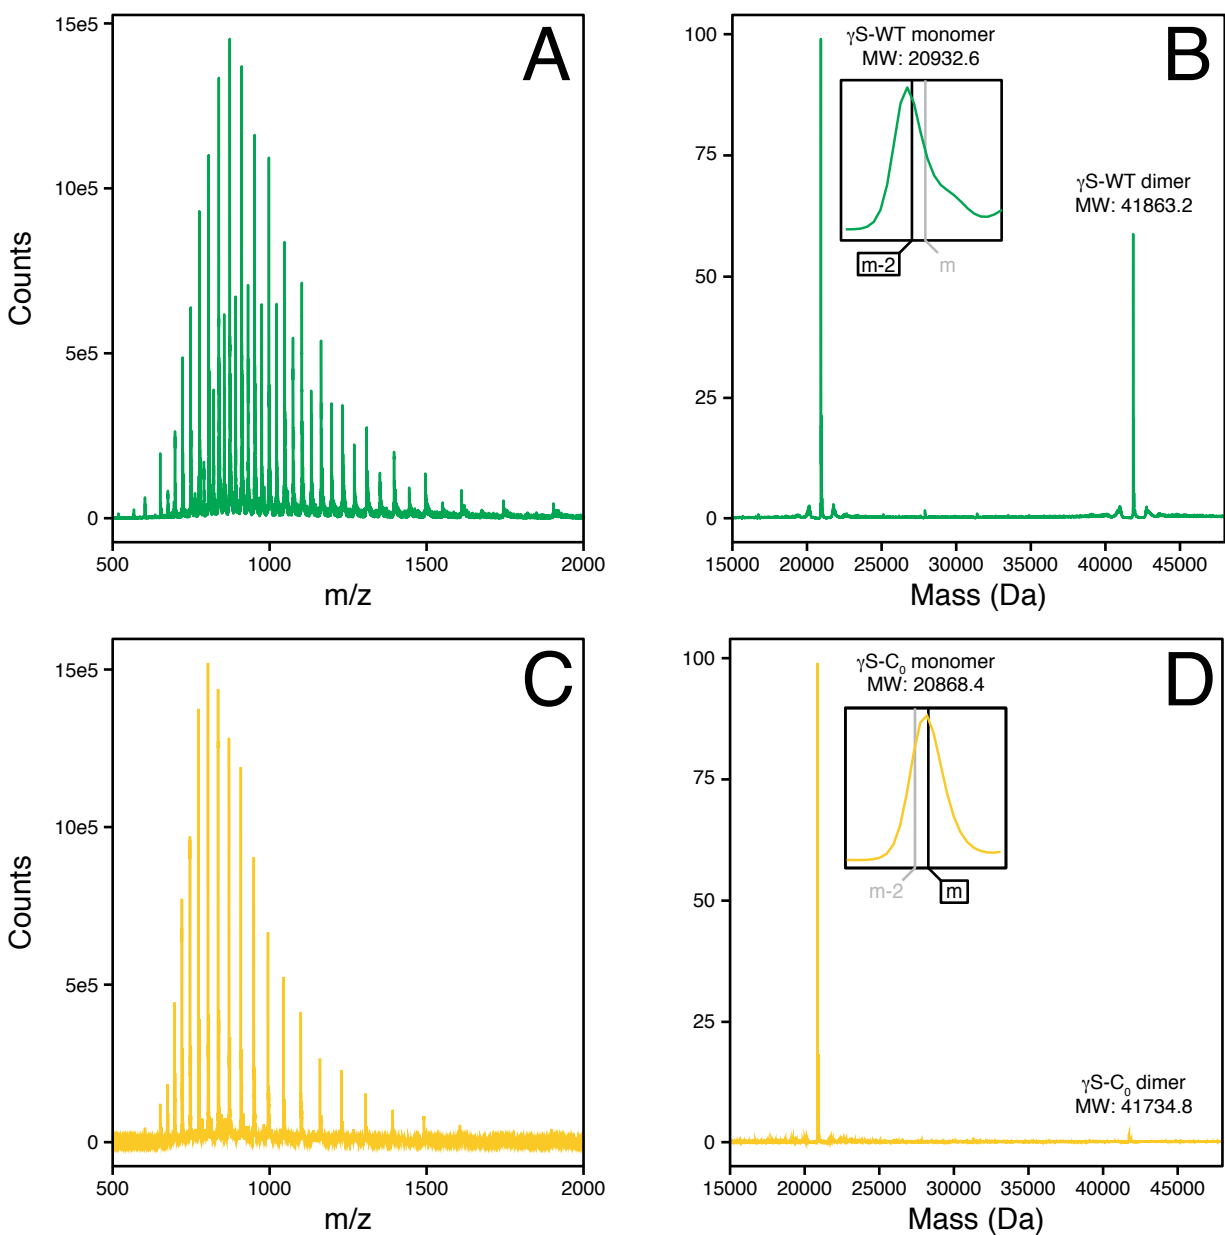 A
15e5
10e5
5e5
0
Counts
500 1000 1500 2000
m/z
B
100
75
50
25
0
γS-WT monomer
MW: 20932.6
m-2 m
γS-WT dimer
MW: 41863.2
15000 20000 25000 30000 35000 40000 45000
Mass (Da)
C
15e5
10e5
5e5
0
Counts
500 1000 1500 2000
m/z
D
100
75
50
25
0
γS-C₀ monomer
MW: 20868.4
m-2 m
γS-C₀ dimer
MW: 41734.8
15000 20000 25000 30000 35000 40000 45000
Mass (Da)